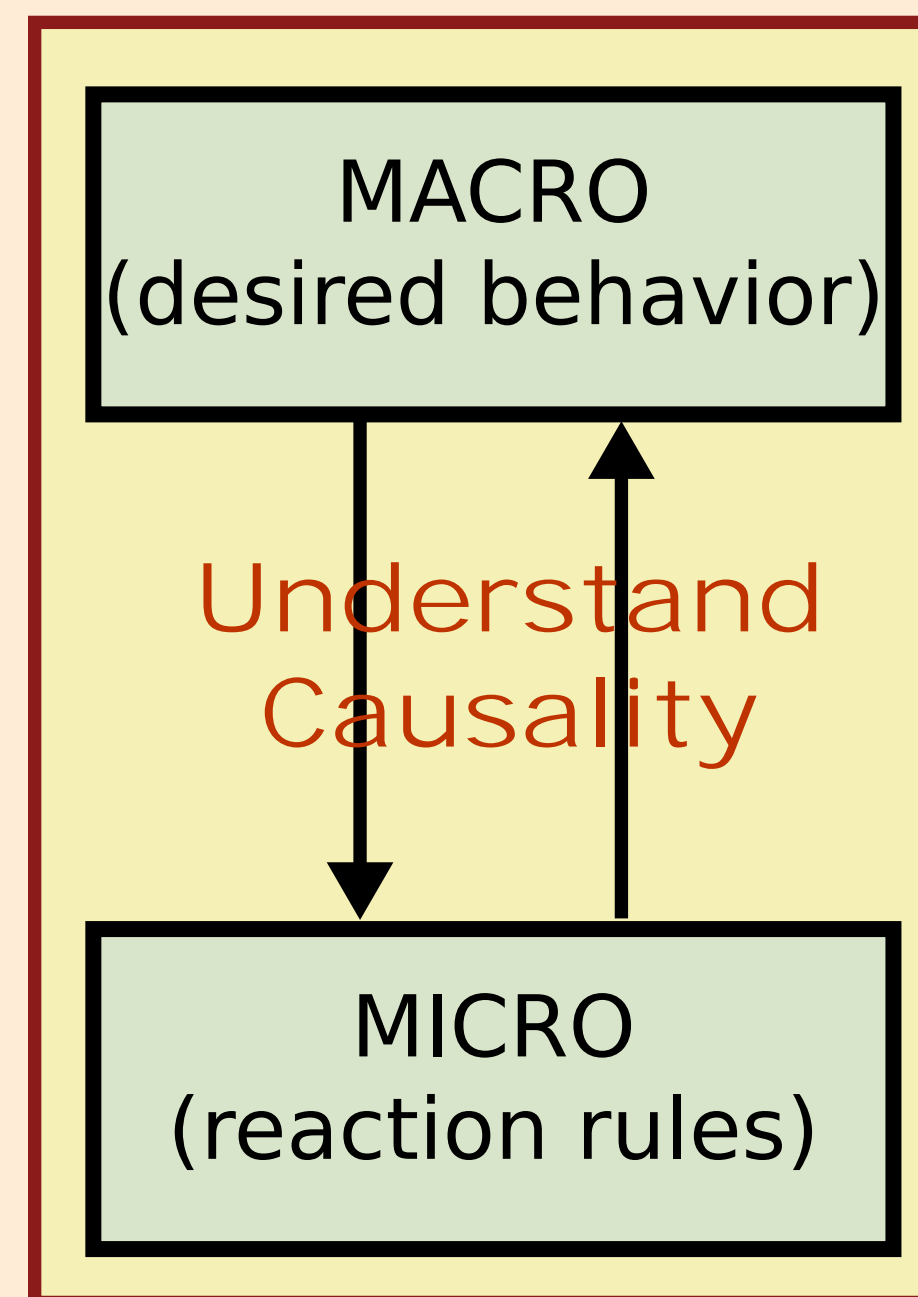 MACRO
(desired behavior)
Understand
Causality
MICRO
(reaction rules)